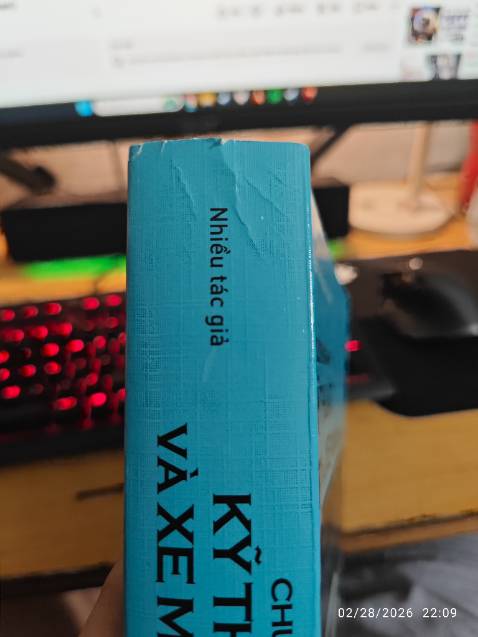 Nhiều tác giả
CHU
KỸ TH
VÀ XE M
02/28/2026 22:09